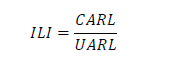 ILI = CARL / UARL